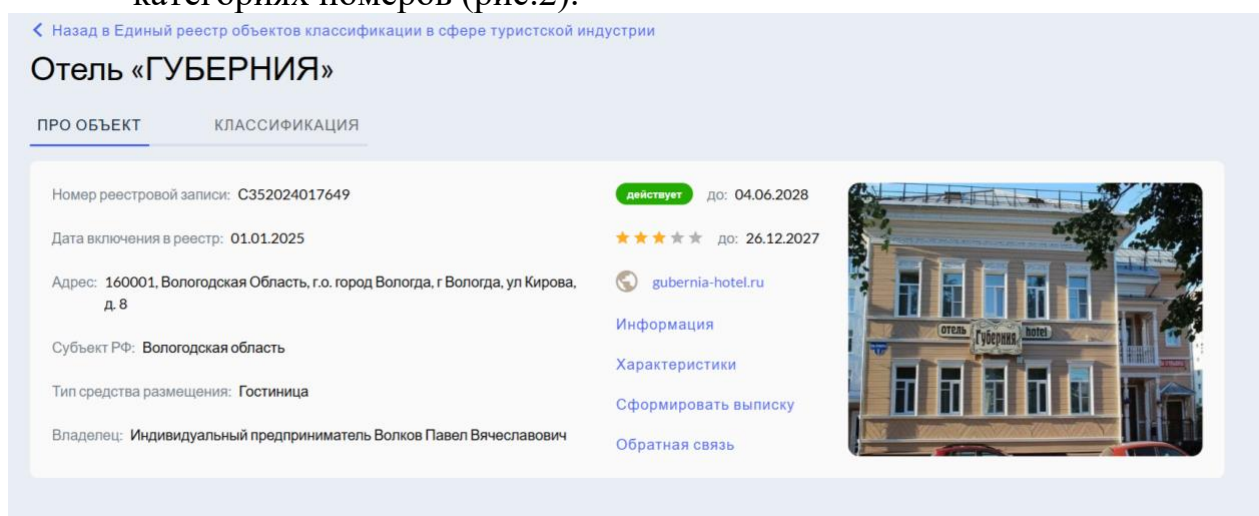 категориях номеров (рис.2).
Назад в Единый реестр объектов классификации в сфере туристской индустрии
Отель «ГУБЕРНИЯ»
ПРО ОБЪЕКТ КЛАССИФИКАЦИЯ
Номер реестровой записи: С352024017649
действует до: 04.06.2028
Дата включения в реестр: 01.01.2025
до: 26.12.2027
Адрес: 160001, Вологодская Область, г.о. город Вологда, г Вологда, ул Кирова,
д. 8
gubernia-hotel.ru
Информация
Субъект РФ: Вологодская область
Характеристики
Тип средства размещения: Гостиница
Сформировать выписку
Владелец: Индивидуальный предприниматель Волков Павел Вячеславович
Обратная связь
отель Губерния hotel